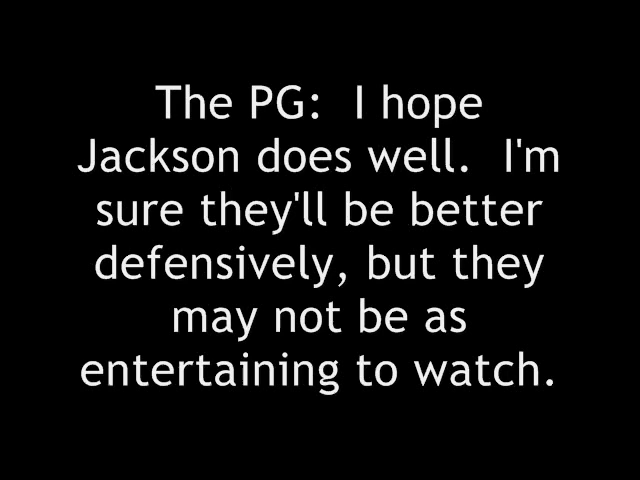 The PG:  I hope
Jackson does well.  I'm
sure they'll be better
defensively, but they
may not be as
entertaining to watch.